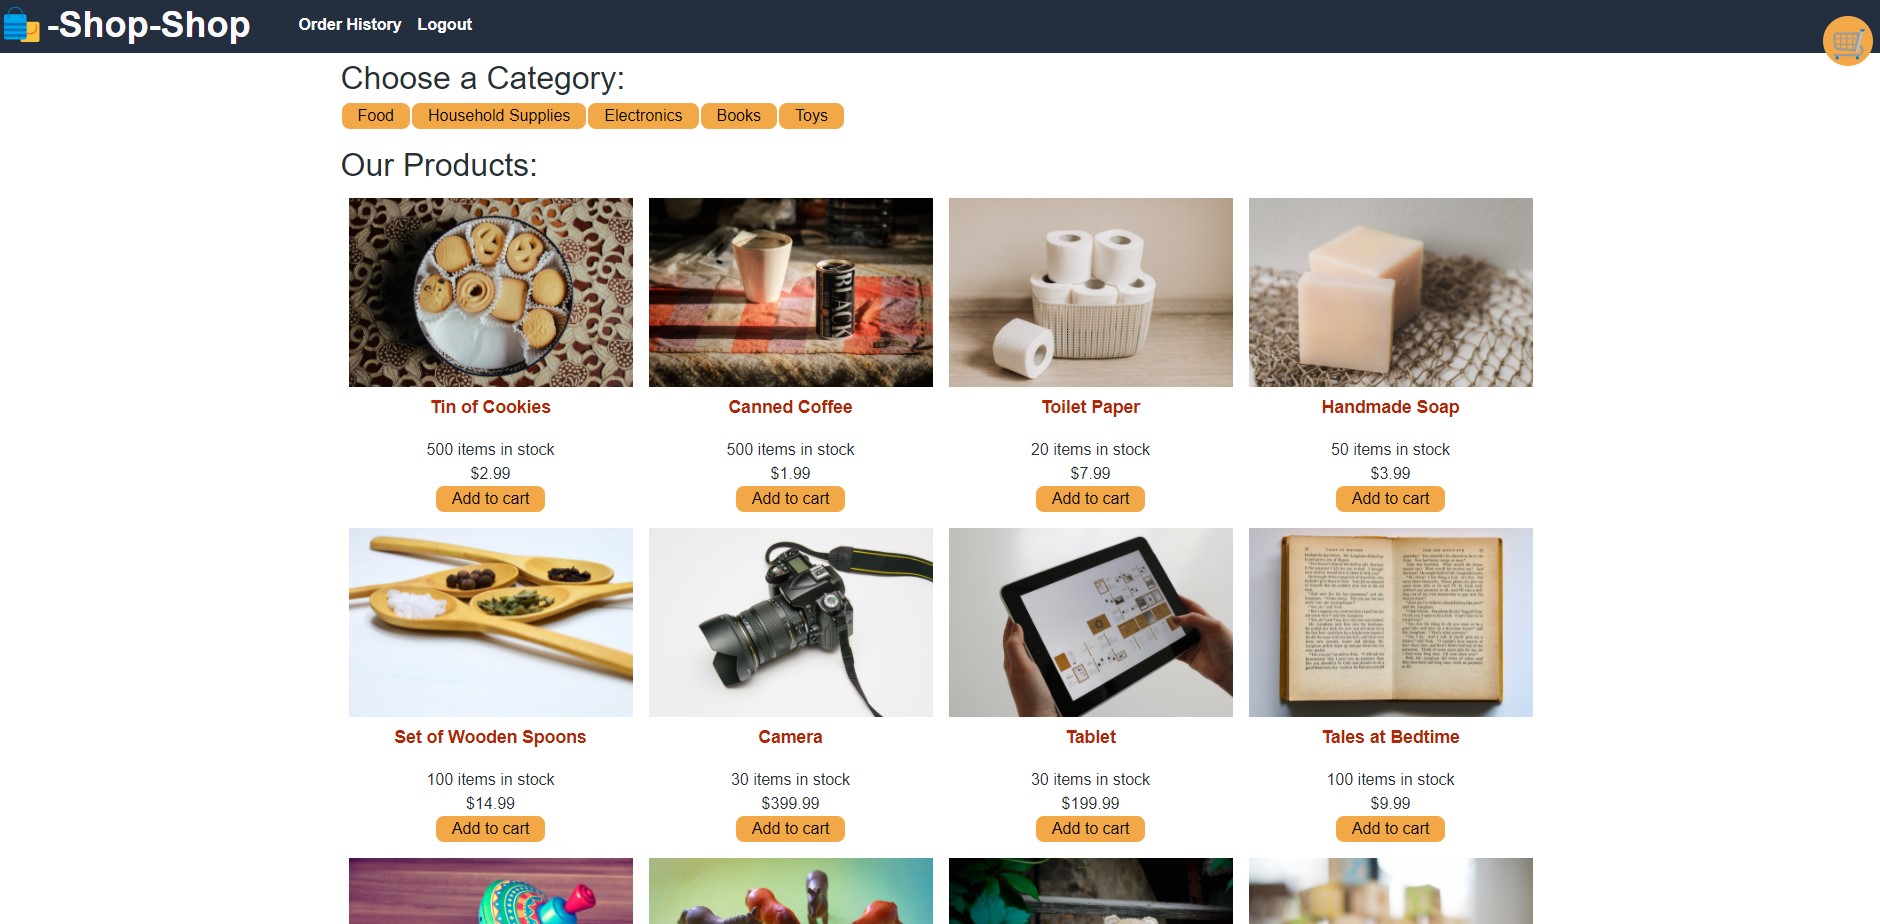 -Shop-Shop
Order History Logout
Choose a Category:
Food Household Supplies Electronics Books Toys
Our Products:
BLACK
Tin of Cookies
500 items in stock
$2.99
Add to cart
Canned Coffee
500 items in stock
$1.99
Add to cart
Toilet Paper
20 items in stock
$7.99
Add to cart
Handmade Soap
50 items in stock
$3.99
Add to cart
Set of Wooden Spoons
100 items in stock
$14.99
Add to cart
Camera
30 items in stock
$399.99
Add to cart
Tablet
30 items in stock
$199.99
Add to cart
Tales at Bedtime
100 items in stock
$9.99
Add to cart